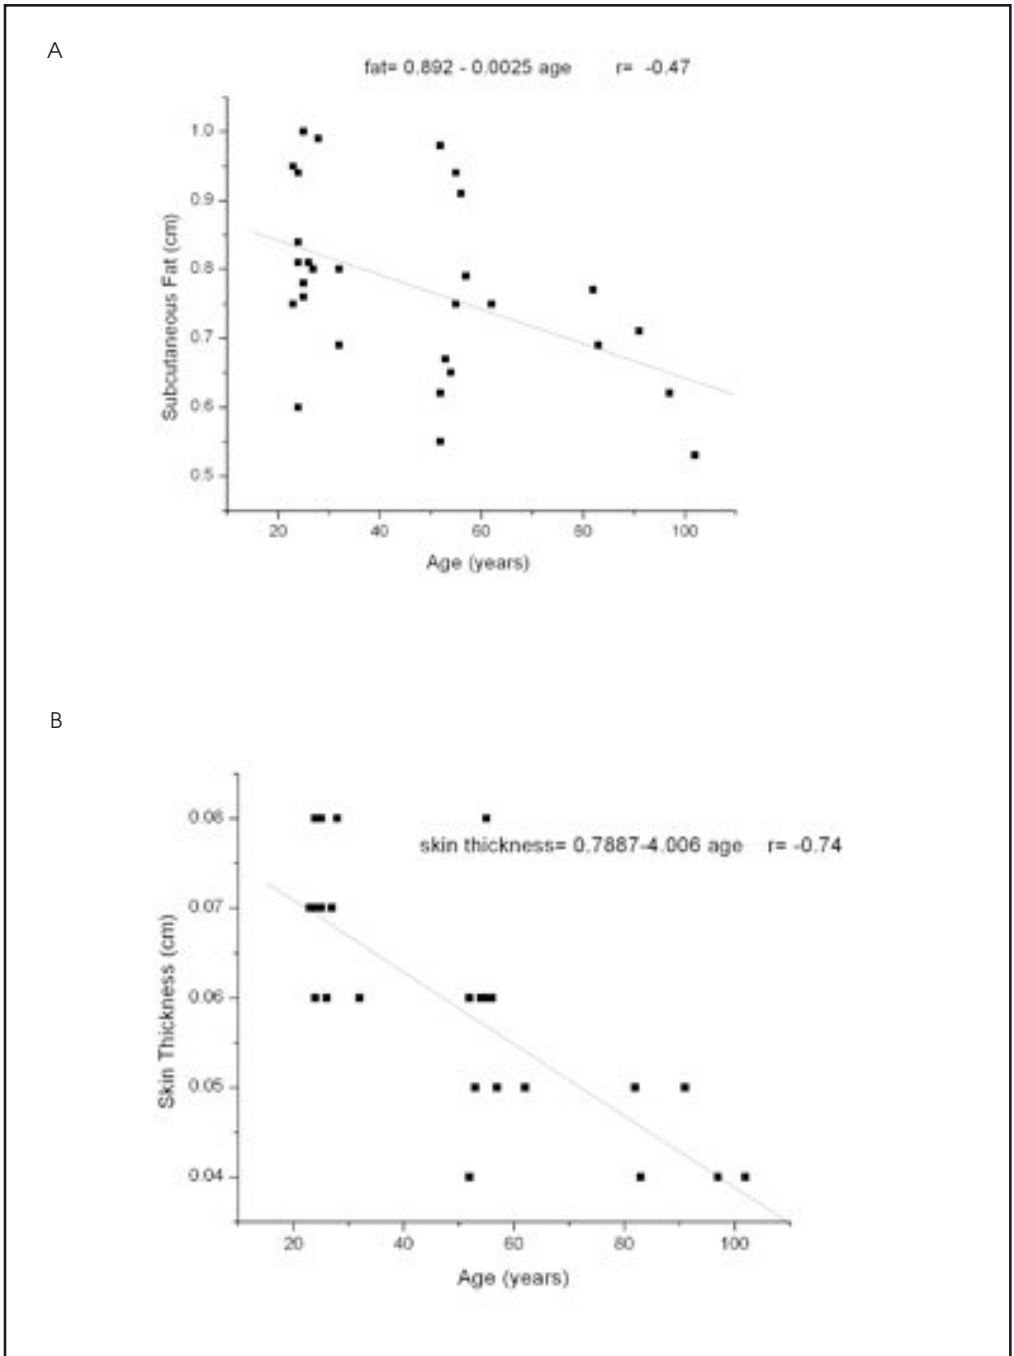 A
fat= 0.892 - 0.0025 age r= -0.47
1.0
0.9
0.8
0.7
0.6
0.5
Subcutaneous Fat (cm)
20 40 60 80 100
Age (years)
B
skin thickness= 0.7887-4.006 age r= -0.74
0.08
0.07
0.06
0.05
0.04
Skin Thickness (cm)
20 40 60 80 100
Age (years)